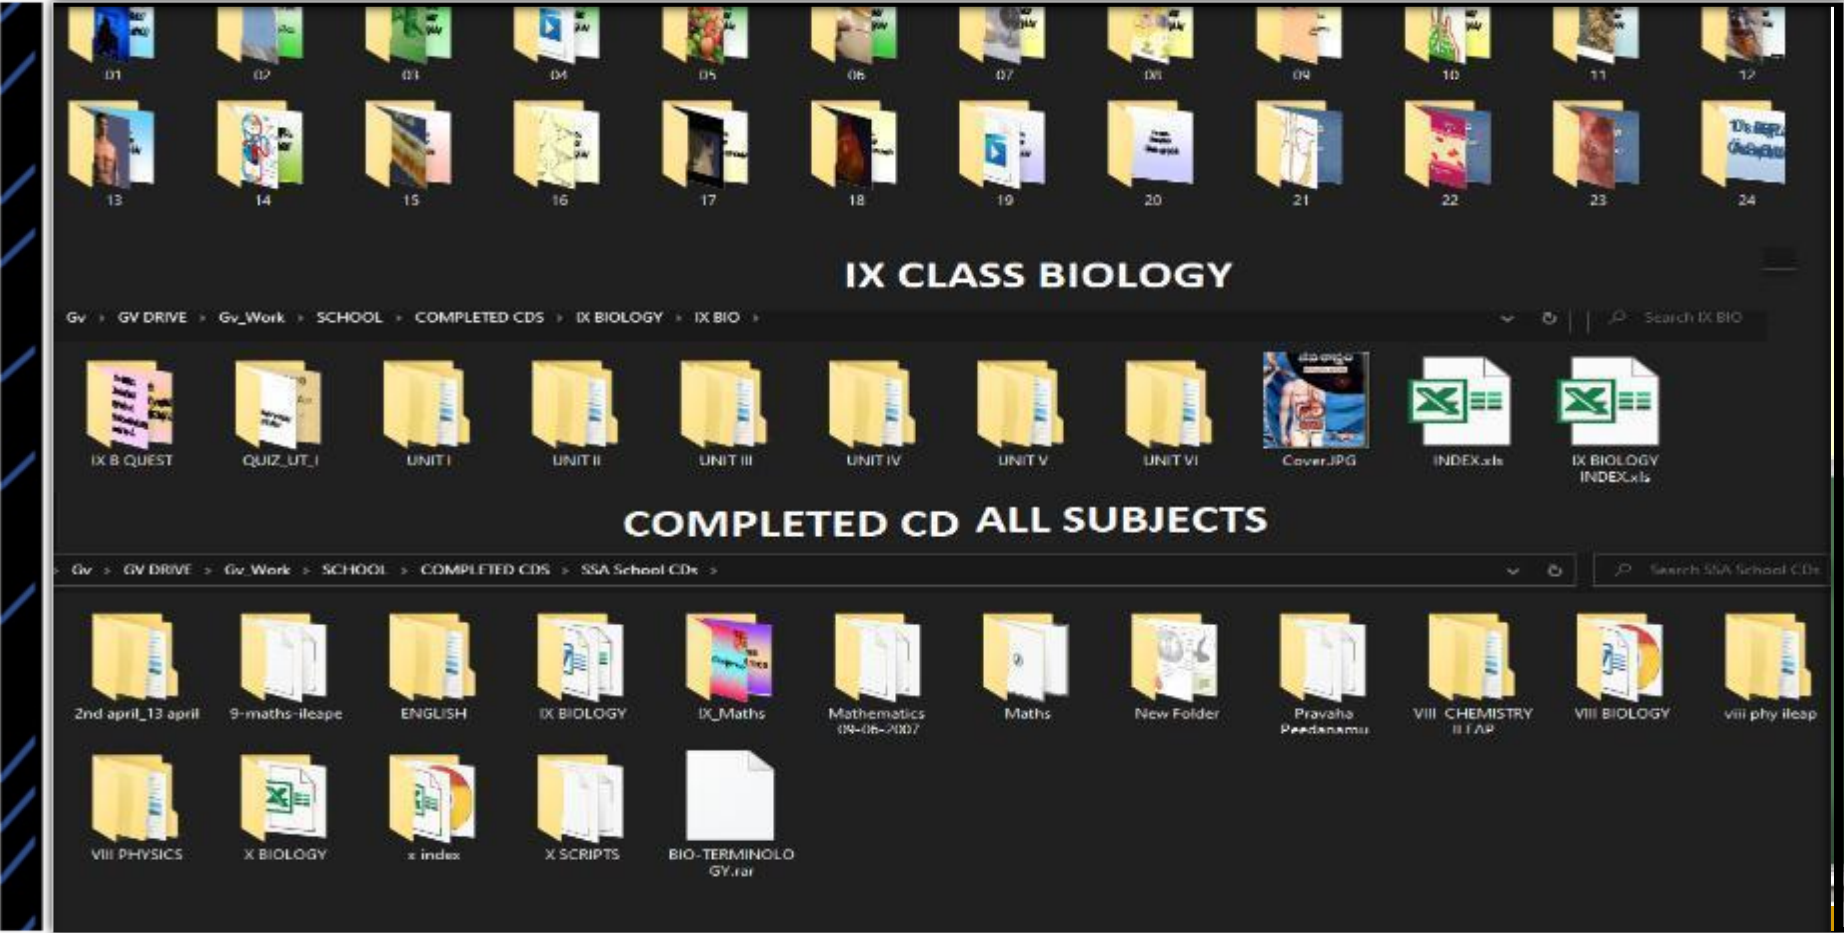 01 02 03 04 05 06 07 08 09 10 11 12
13 14 15 16 17 18 19 20 21 22 23 24
IX CLASS BIOLOGY
Gv › GV DRIVE › Gv_Work › SCHOOL › COMPLETED CDS › IX BIOLOGY › IX BIO › Search IX BIO
IX B QUEST QUIZ_UT_I UNIT I UNIT II UNIT III UNIT IV UNIT V UNIT VI Cover.JPG INDEX.xls IX BIOLOGY
INDEX.xls
COMPLETED CD ALL SUBJECTS
› Gv › GV DRIVE › Gv_Work › SCHOOL › COMPLETED CDS › SSA School CDs › Search SSA School CDs
2nd april_13 april 9-maths-ileape ENGLISH IX BIOLOGY IX_Maths Mathematics Maths New Folder Pravaha VIII CHEMISTRY VIII BIOLOGY viii phy ileap
09-06-2007 Peedanamu ILEAP
VIII PHYSICS X BIOLOGY x index X SCRIPTS BIO-TERMINOLO
GY.rar